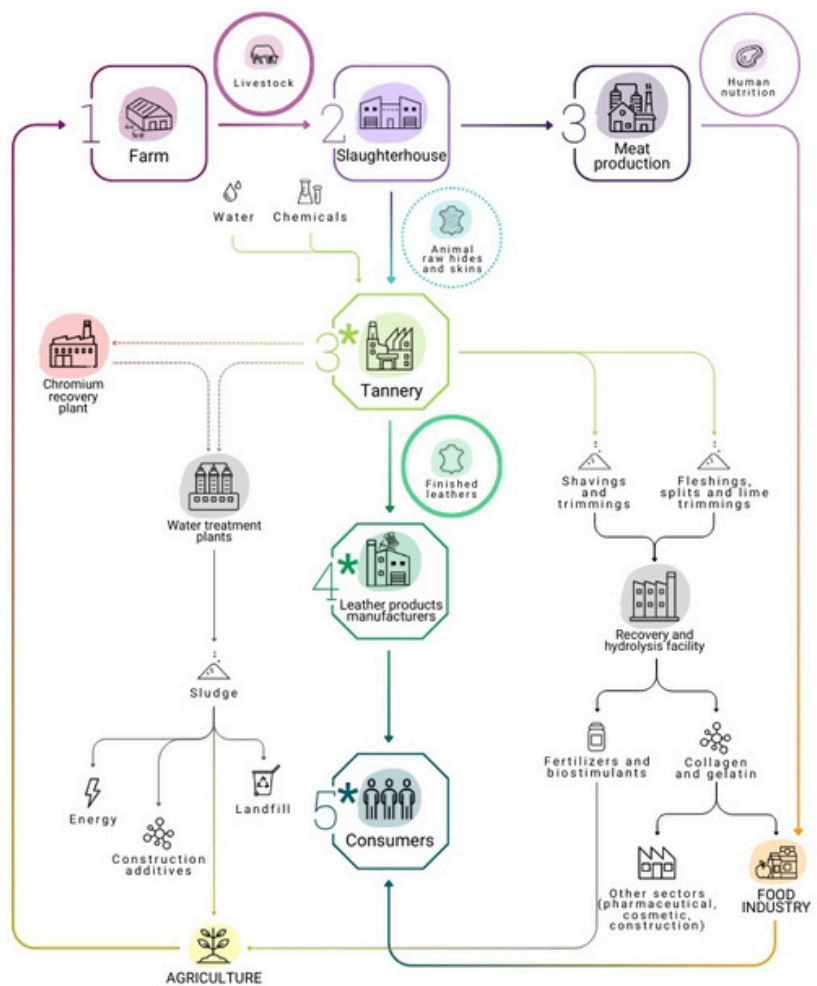 Livestock
Human
nutrition
1
Farm
2
Slaughterhouse
3
Meat
production
Water
Chemicals
Animal
raw hides
and skins
3*
Tannery
Chromium
recovery
plant
Finished
leathers
Shavings
and
trimmings
Fleshings,
splits and lime
trimmings
Water treatment
plants
4*
Leather products
manufacturers
Recovery and
hydrolysis facility
Sludge
Fertilizers and
biostimulants
Collagen
and gelatin
Energy
Construction
additives
Landfill
5*
Consumers
Other sectors
(pharmaceutical,
cosmetic,
construction)
FOOD
INDUSTRY
AGRICULTURE